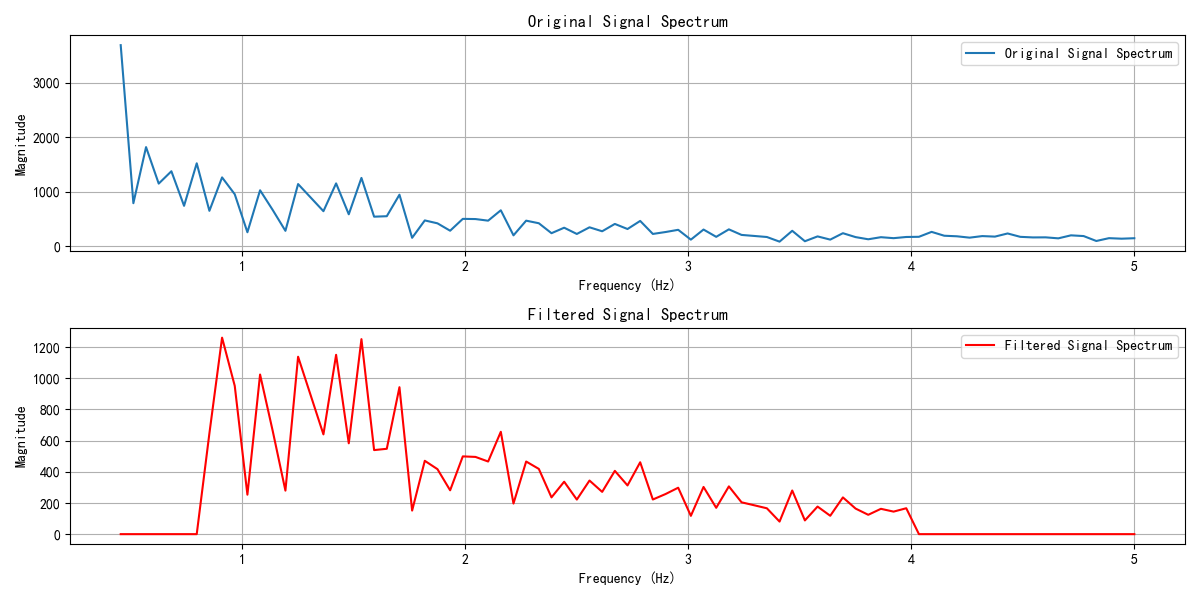 Original Signal Spectrum
Original Signal Spectrum
Magnitude
3000
2000
1000
0
1 2 3 4 5
Frequency (Hz)
Filtered Signal Spectrum
Filtered Signal Spectrum
Magnitude
1200
1000
800
600
400
200
0
1 2 3 4 5
Frequency (Hz)